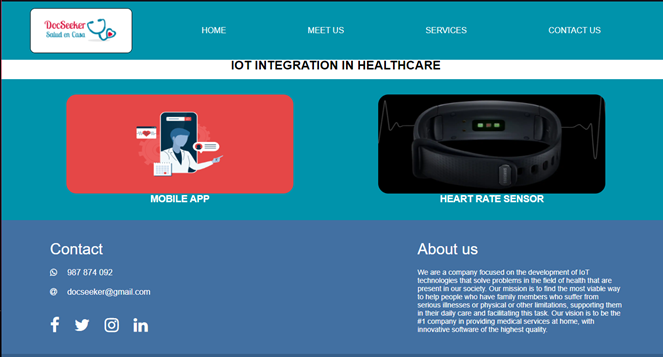 DocSeeker
Salud en Casa
HOME MEET US SERVICES CONTACT US
IOT INTEGRATION IN HEALTHCARE
MOBILE APP HEART RATE SENSOR
Contact
987 874 092
docseeker@gmail.com
About us
We are a company focused on the development of IoT
technologies that solve problems in the field of health that are
present in our society. Our mission is to find the most viable way
to help people who have family members who suffer from
serious illnesses or physical or other limitations, supporting them
in their daily care and facilitating this task. Our vision is to be the
#1 company in providing medical services at home, with
innovative software of the highest quality.